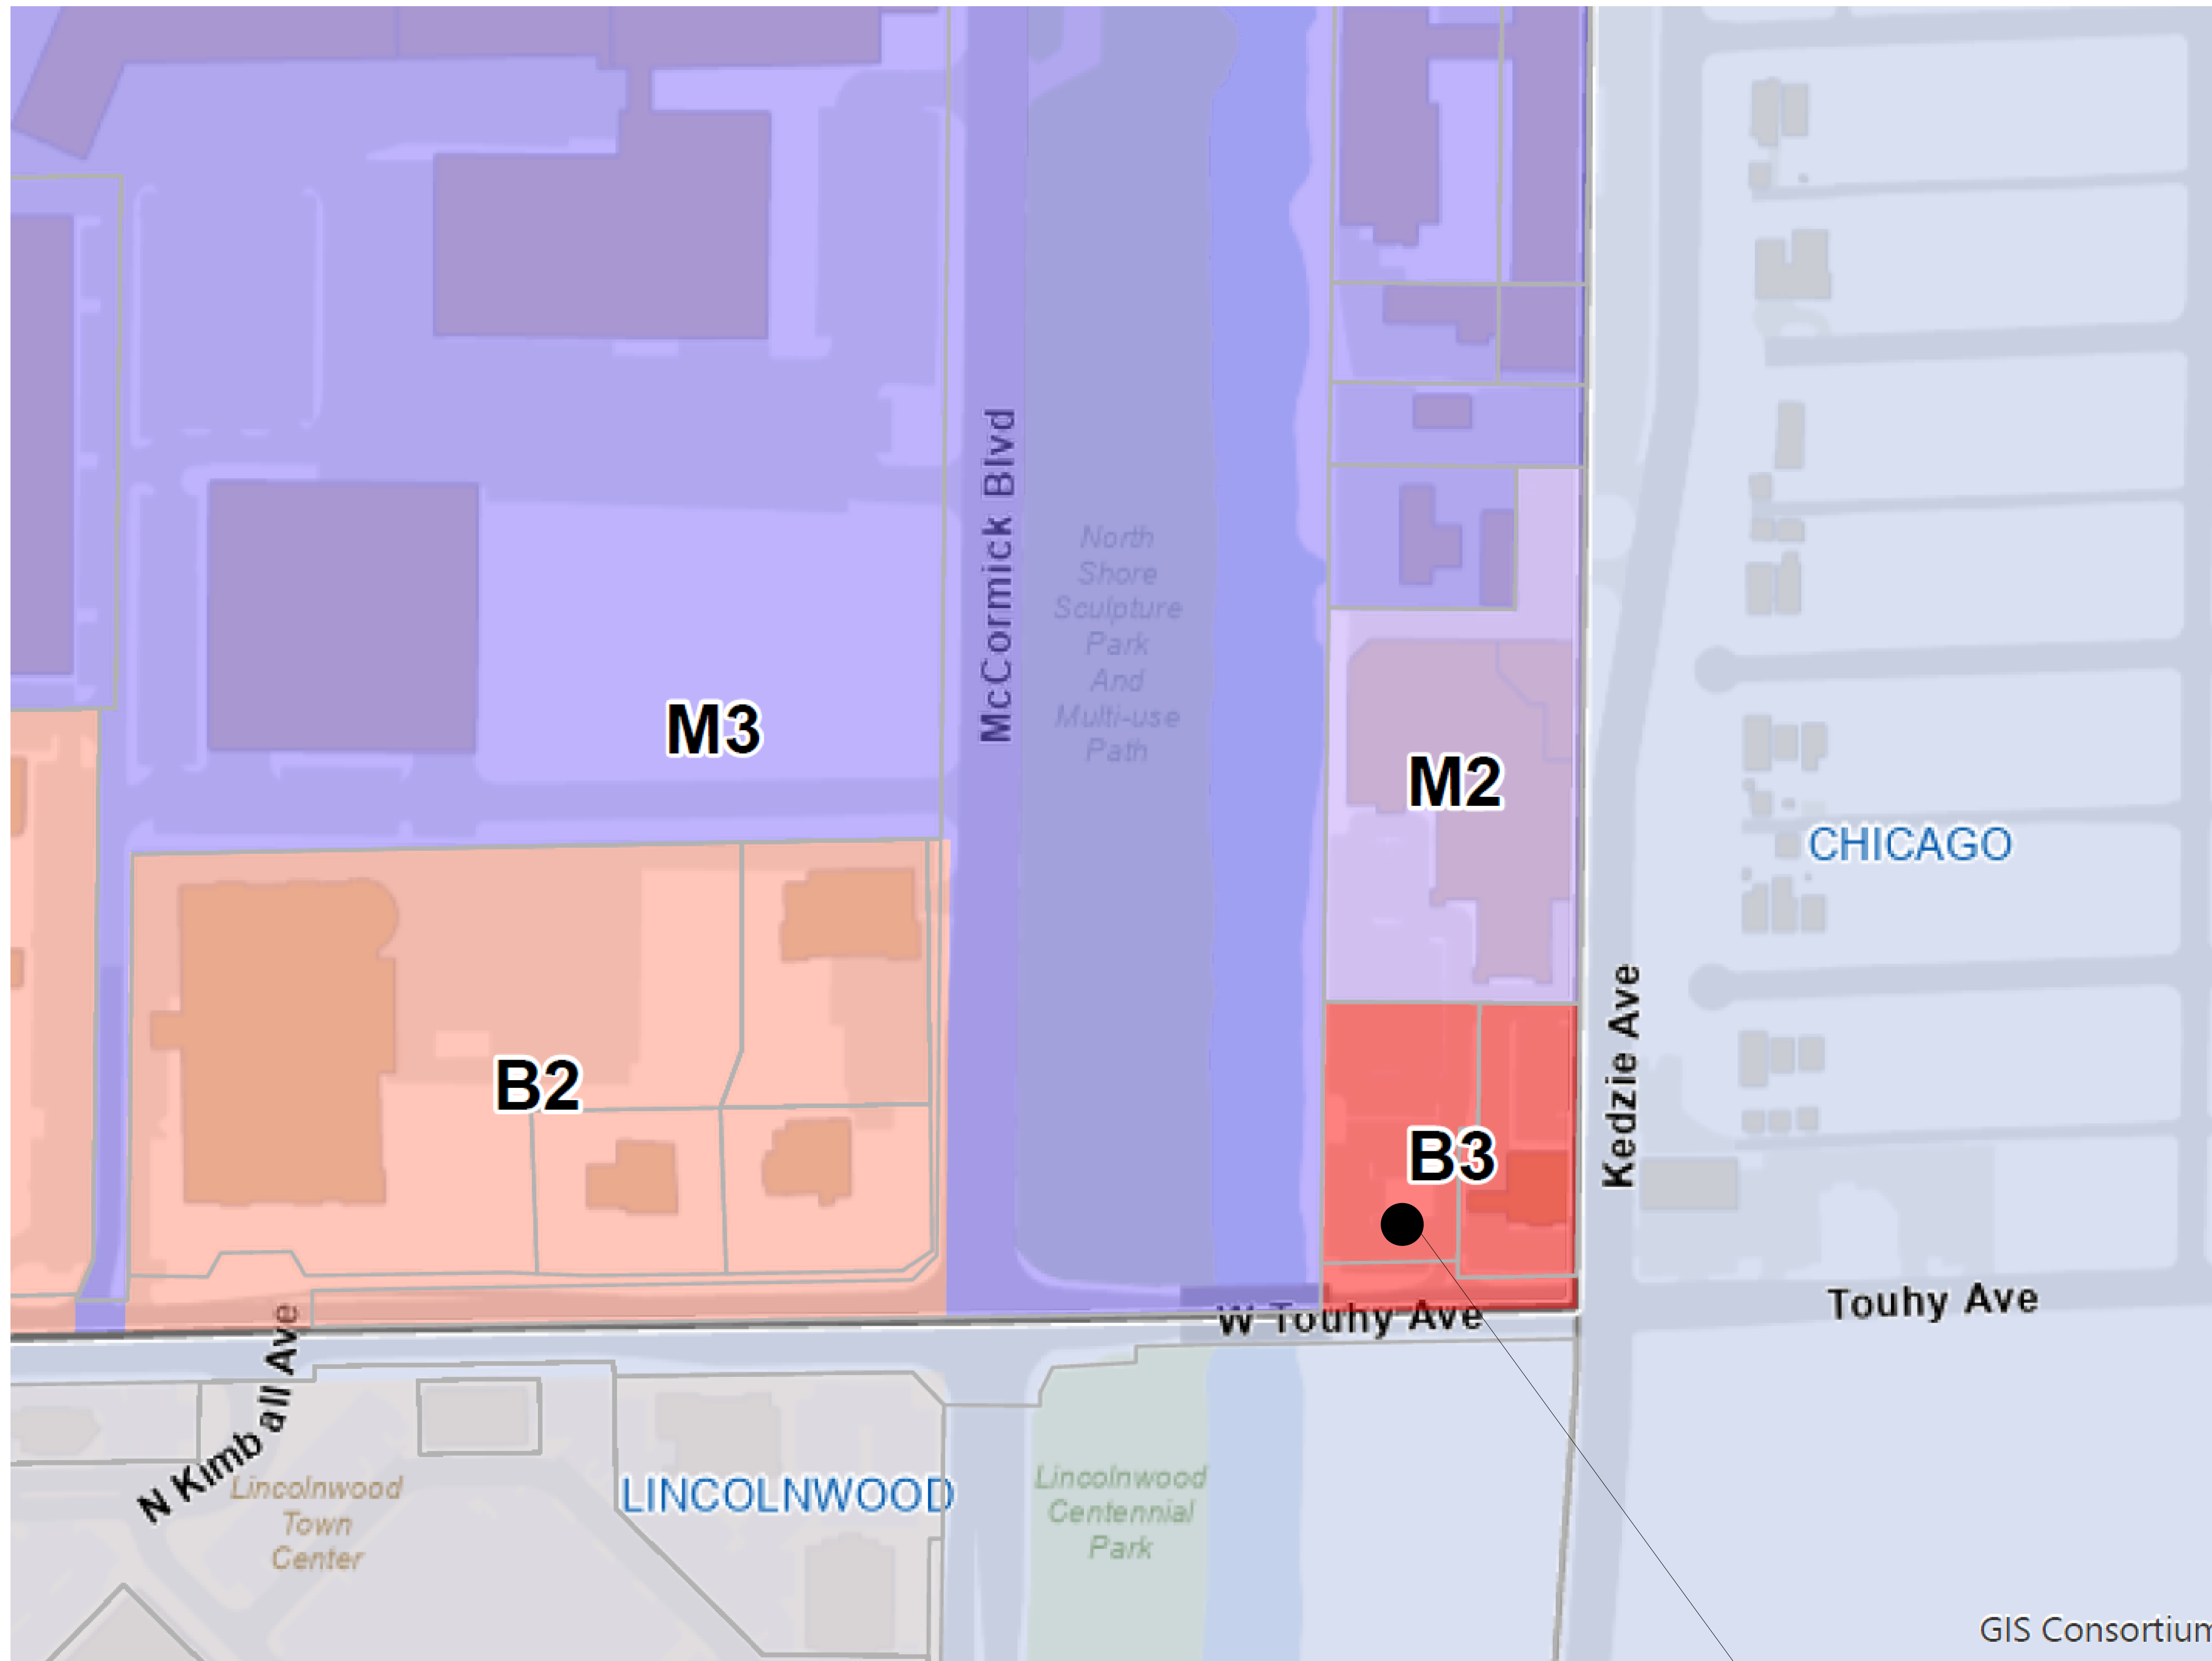 McCormick Blvd
North
Shore
Sculpture
Park
And
Multi-use
Path
M3
M2
CHICAGO
B2
B3
Kedzie Ave
W Touhy Ave
Touhy Ave
N Kimball Ave
Lincolnwood
Town
Center
LINCOLNWOOD
Lincolnwood
Centennial
Park
GIS Consortium